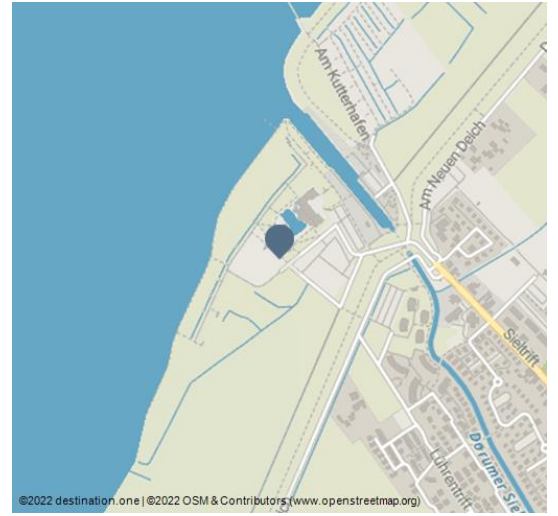 Am Kutterhafen
Am Neuen Deich
Sieltrift
Lührentrift
Dorumer Sie
©2022 destination.one | ©2022 OSM & Contributors (www.openstreetmap.org)